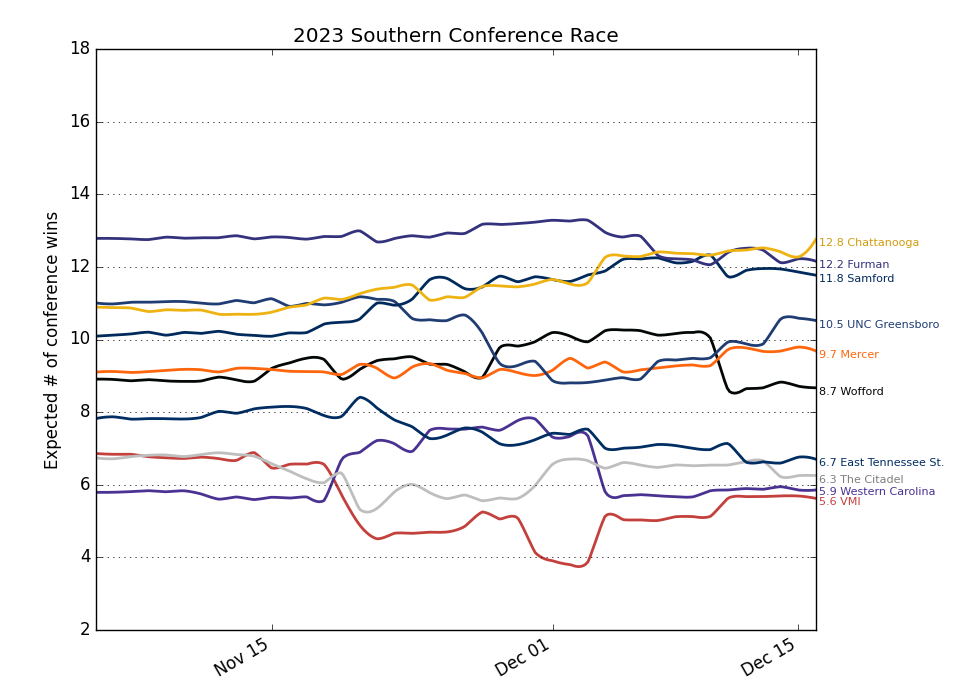 2023 Southern Conference Race
Expected # of conference wins
18
16
14
12
10
8
6
4
2
Nov 15
Dec 01
Dec 15
12.8 Chattanooga
12.2 Furman
11.8 Samford
10.5 UNC Greensboro
9.7 Mercer
8.7 Wofford
6.7 East Tennessee St.
6.3 The Citadel
5.9 Western Carolina
5.6 VMI